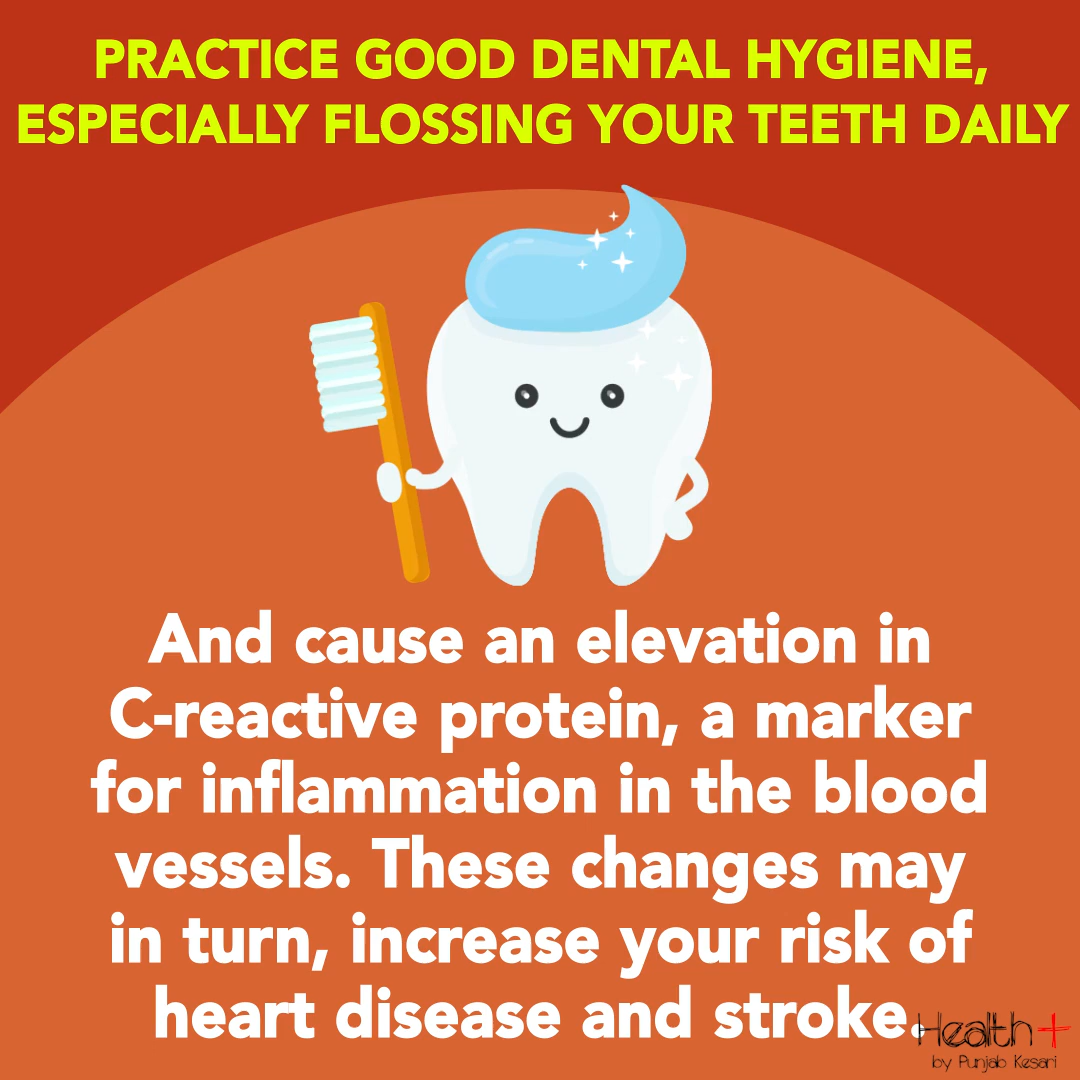 PRACTICE GOOD DENTAL HYGIENE,
ESPECIALLY FLOSSING YOUR TEETH DAILY
And cause an elevation in
C-reactive protein, a marker
for inflammation in the blood
vessels. These changes may
in turn, increase your risk of
heart disease and stroke.
Health+
by Punjab Kesari